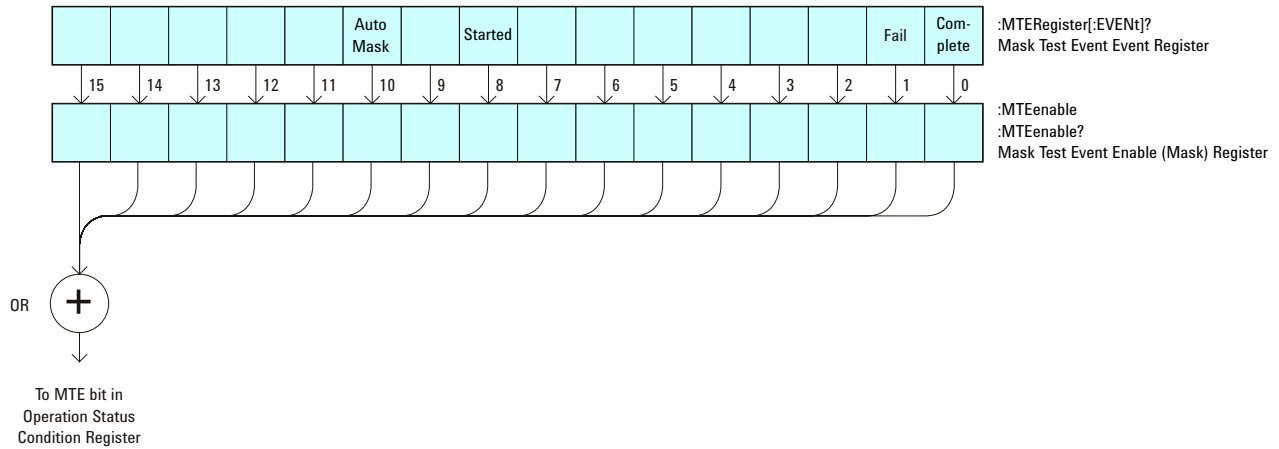 Auto
Mask
Started
Fail
Com-
plete
:MTERegister[:EVENt]?
Mask Test Event Event Register
15 14 13 12 11 10 9 8 7 6 5 4 3 2 1 0
:MTEenable
:MTEenable?
Mask Test Event Enable (Mask) Register
OR
+
To MTE bit in
Operation Status
Condition Register